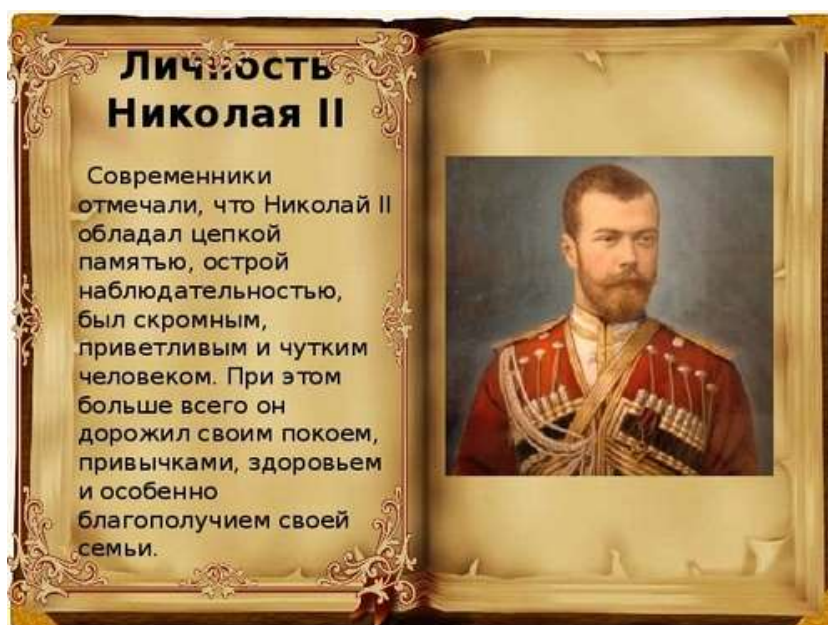 Личность
Николая II
Современники
отмечали, что Николай II
обладал цепкой
памятью, острой
наблюдательностью,
был скромным,
приветливым и чутким
человеком. При этом
больше всего он
дорожил своим покоем,
привычками, здоровьем
и особенно
благополучием своей
семьи.